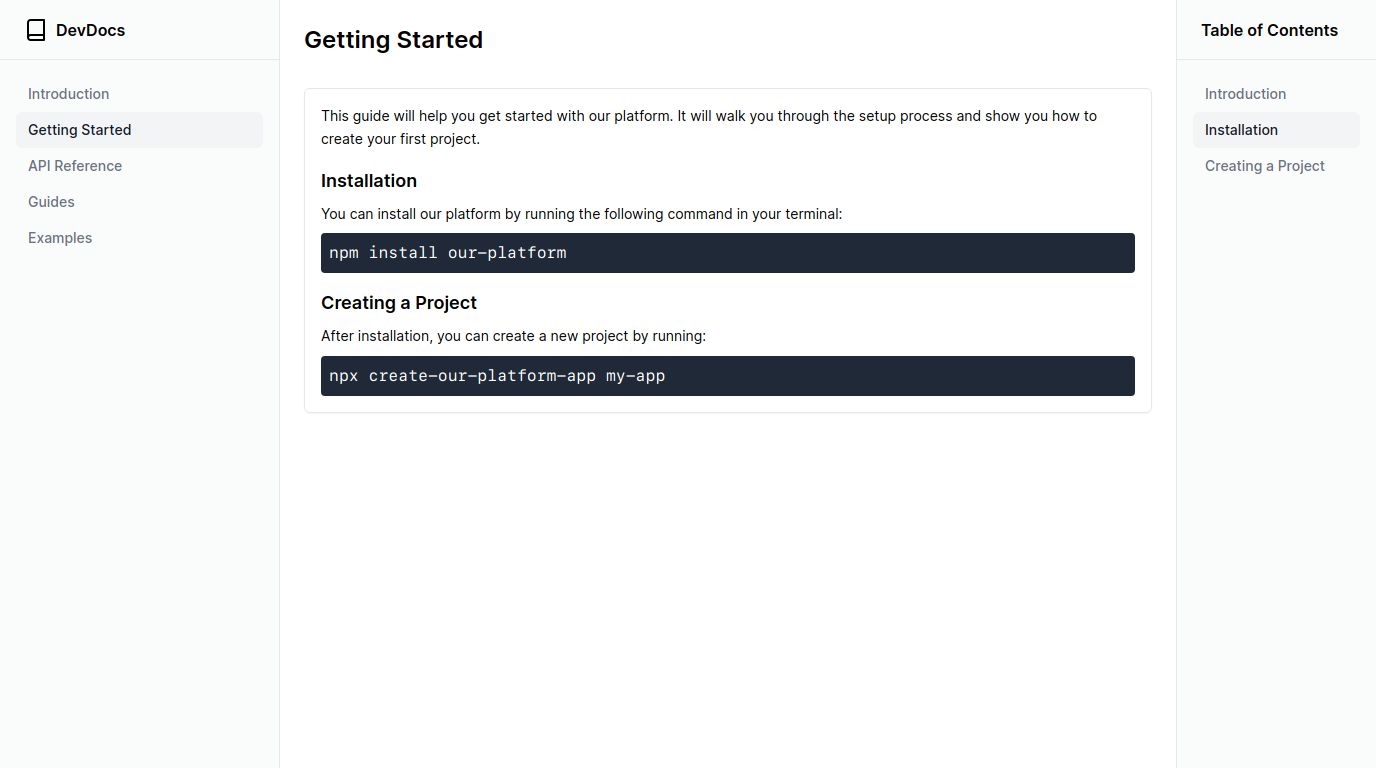 DevDocs
Introduction
Getting Started
API Reference
Guides
Examples
Getting Started
This guide will help you get started with our platform. It will walk you through the setup process and show you how to
create your first project.
Installation
You can install our platform by running the following command in your terminal:
npm install our-platform
Creating a Project
After installation, you can create a new project by running:
npx create-our-platform-app my-app
Table of Contents
Introduction
Installation
Creating a Project